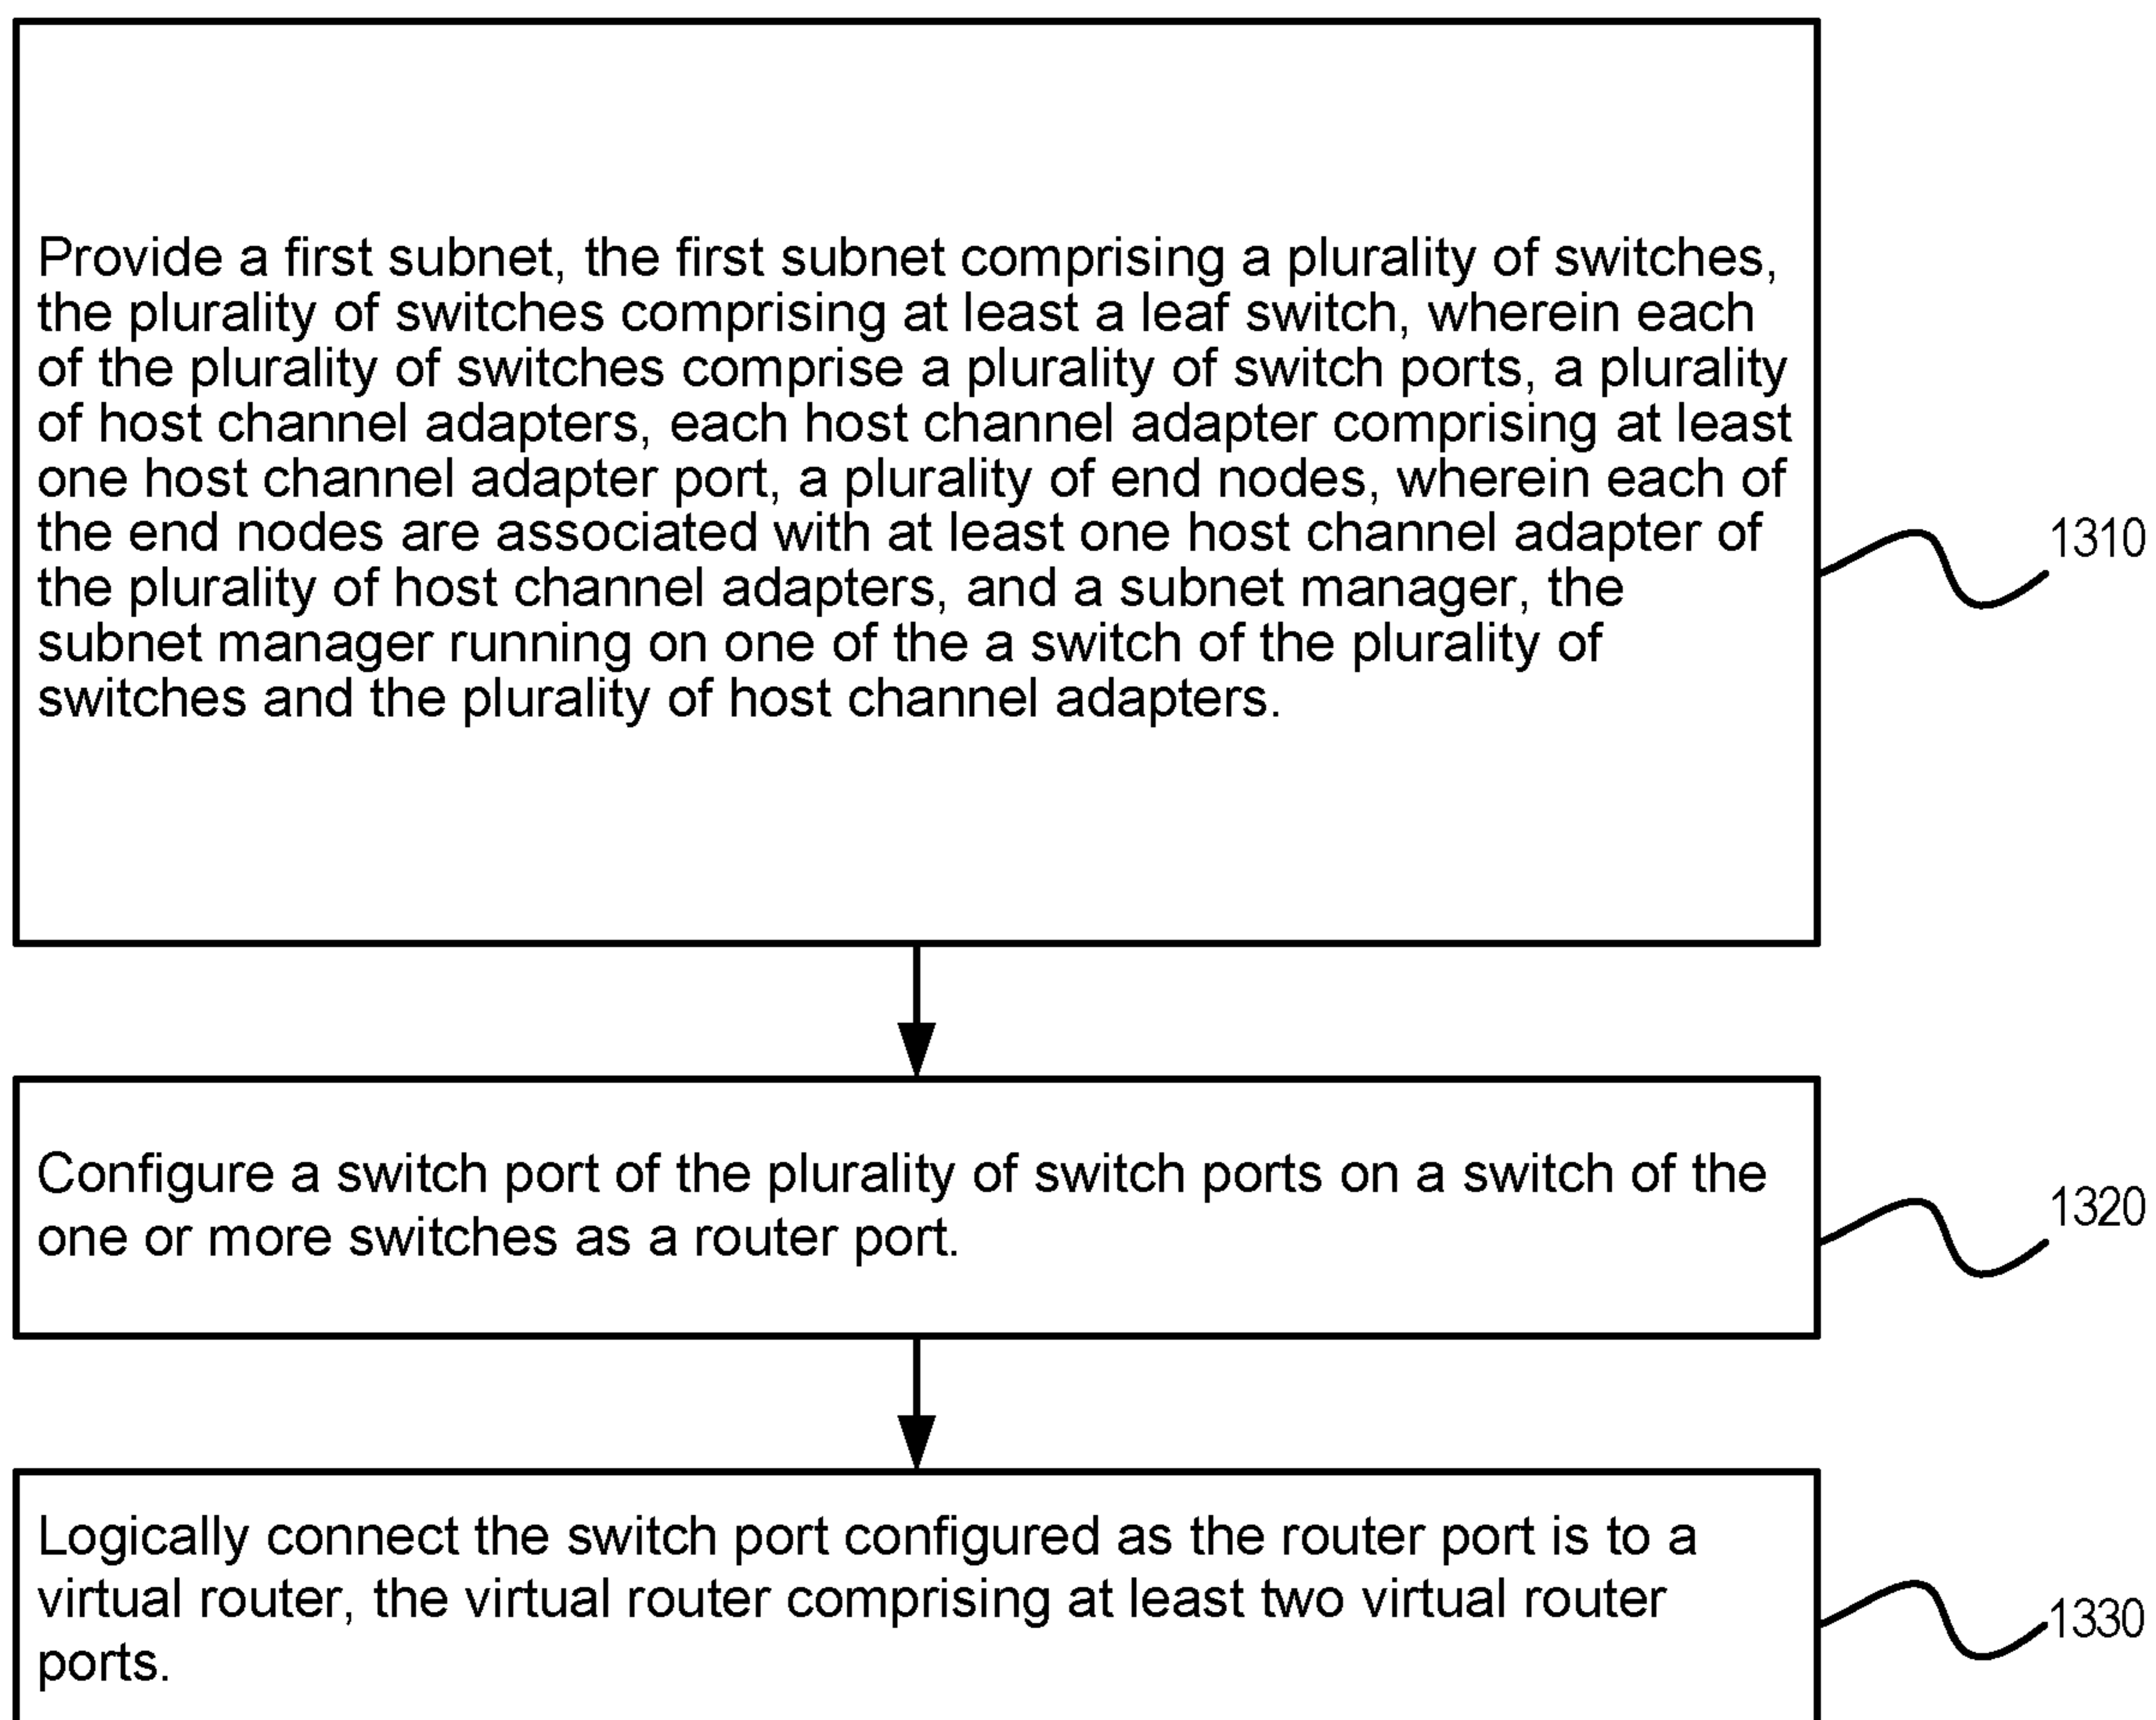 Provide a first subnet, the first subnet comprising a plurality of switches,
the plurality of switches comprising at least a leaf switch, wherein each
of the plurality of switches comprise a plurality of switch ports, a plurality
of host channel adapters, each host channel adapter comprising at least
one host channel adapter port, a plurality of end nodes, wherein each of
the end nodes are associated with at least one host channel adapter of
the plurality of host channel adapters, and a subnet manager, the
subnet manager running on one of the a switch of the plurality of
switches and the plurality of host channel adapters.
1310
Configure a switch port of the plurality of switch ports on a switch of the
one or more switches as a router port.
1320
Logically connect the switch port configured as the router port is to a
virtual router, the virtual router comprising at least two virtual router
ports.
1330